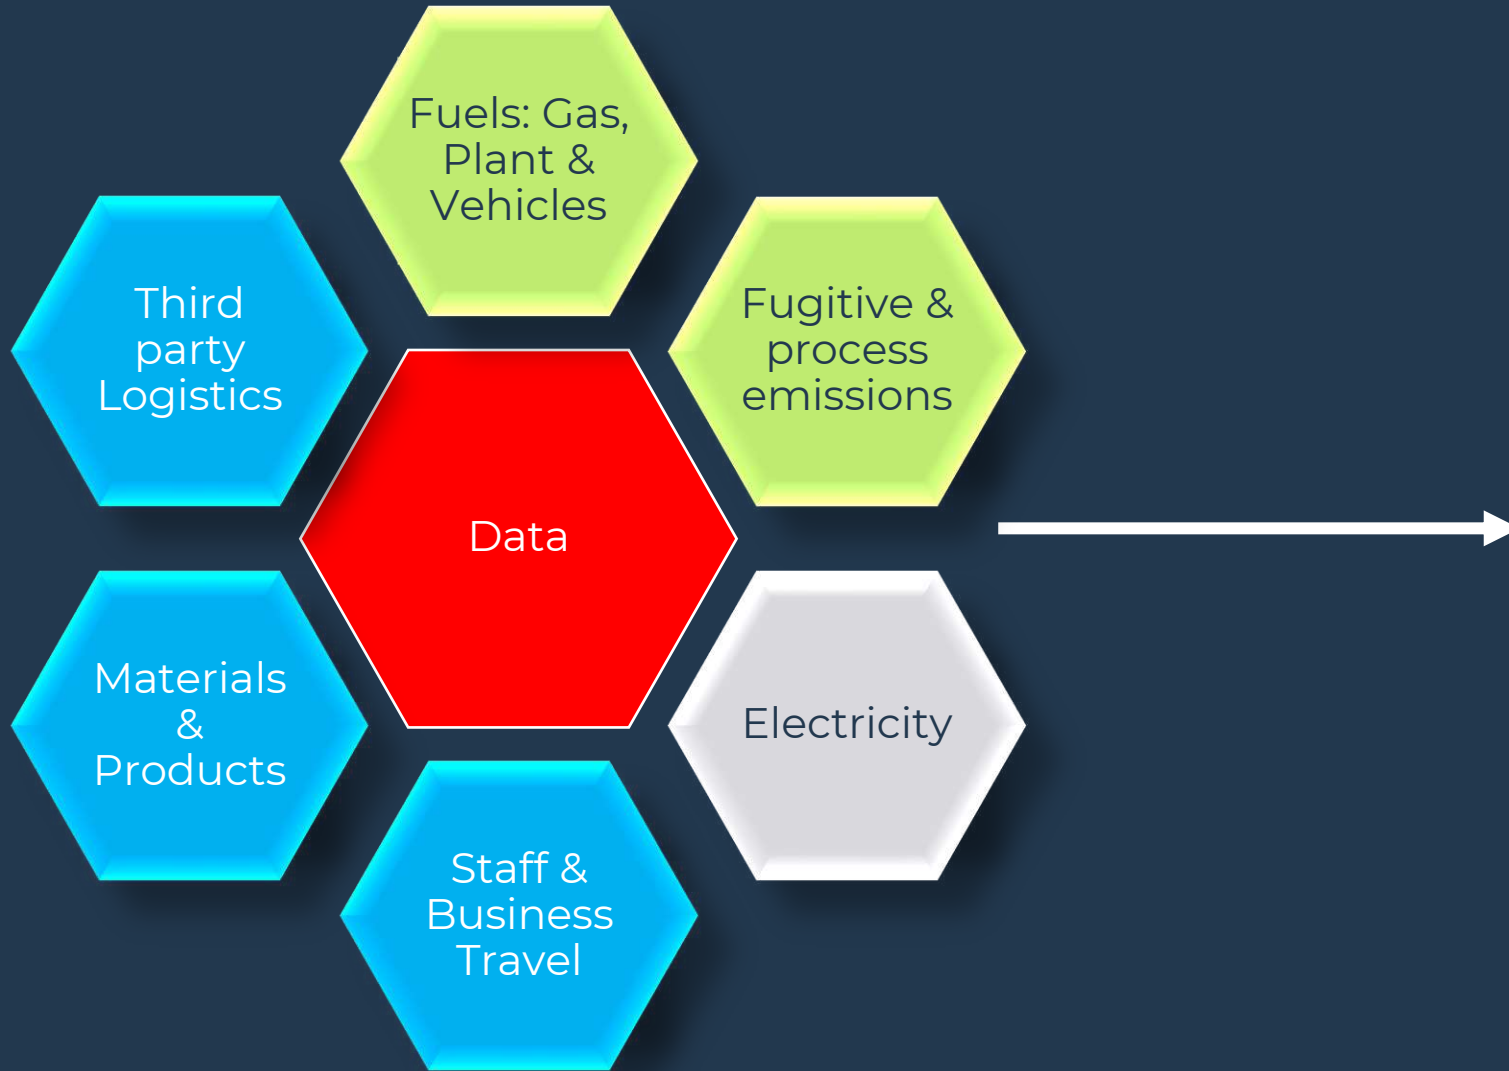 Fuels: Gas,
Plant &
Vehicles
Third
party
Logistics
Fugitive &
process
emissions
Data
Materials
&
Products
Electricity
Staff &
Business
Travel